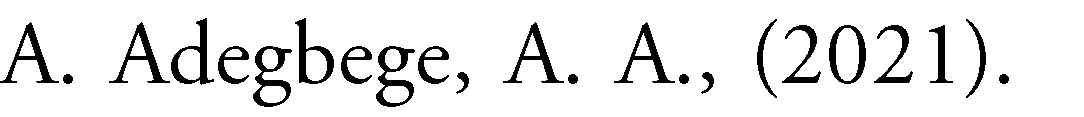 A. Adegbege, A. A., (2021).